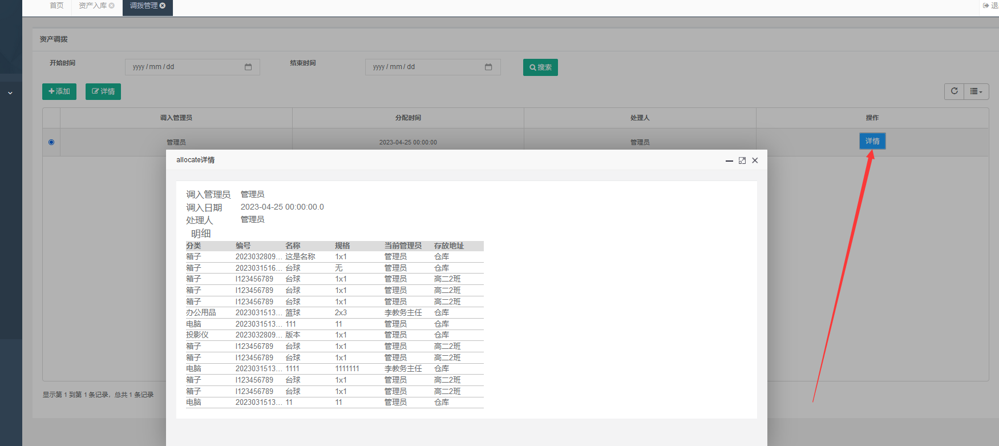 首页 资产入库 调拨管理 退
资产调拨
开始时间 yyyy / mm / dd 结束时间 yyyy / mm / dd 搜索
添加 详情
调入管理员 分配时间 处理人 操作
管理员 2023-04-25 00:00:00 管理员 详情
allocate详情
调入管理员 管理员
调入日期 2023-04-25 00:00:00.0
处理人 管理员
明细
分类 编号 名称 规格 当前管理员 存放地址
箱子 2023032809... 这是名称 1x1 管理员 仓库
箱子 2023031516... 台球 无 管理员 仓库
箱子 I123456789 台球 1x1 管理员 高二2班
箱子 I123456789 台球 1x1 管理员 高二2班
箱子 I123456789 台球 1x1 管理员 高二2班
办公用品 2023031513... 篮球 2x3 李教务主任 仓库
电脑 2023031513... 111 11 管理员 仓库
投影仪 2023032809... 版本 1x1 管理员 仓库
箱子 I123456789 台球 1x1 管理员 高二2班
箱子 I123456789 台球 1x1 管理员 高二2班
电脑 2023031513... 1111 1111111 李教务主任 仓库
箱子 I123456789 台球 1x1 管理员 高二2班
箱子 I123456789 台球 1x1 管理员 高二2班
电脑 2023031513... 11 11 管理员 仓库
显示第 1 到第 1 条记录，总共 1 条记录